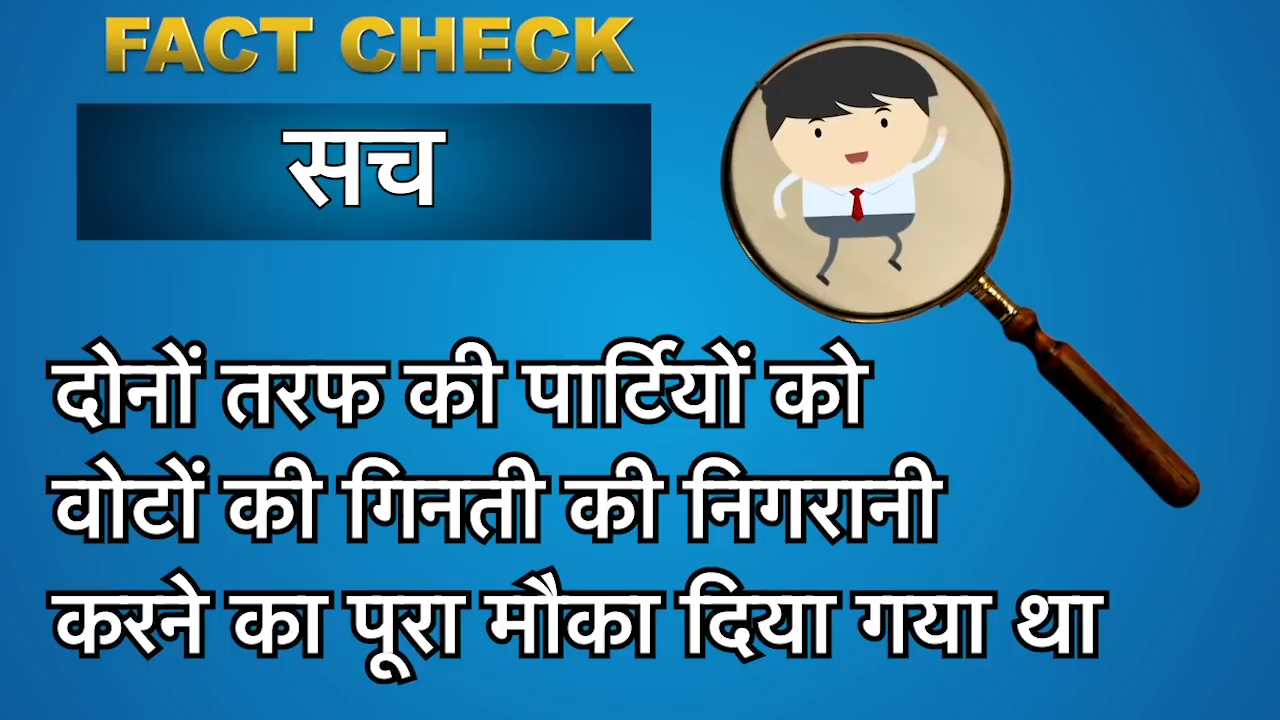 FACT CHECK
सच
दोनों तरफ की पार्टियों को
वोटों की गिनती की निगरानी
करने का पूरा मौका दिया गया था